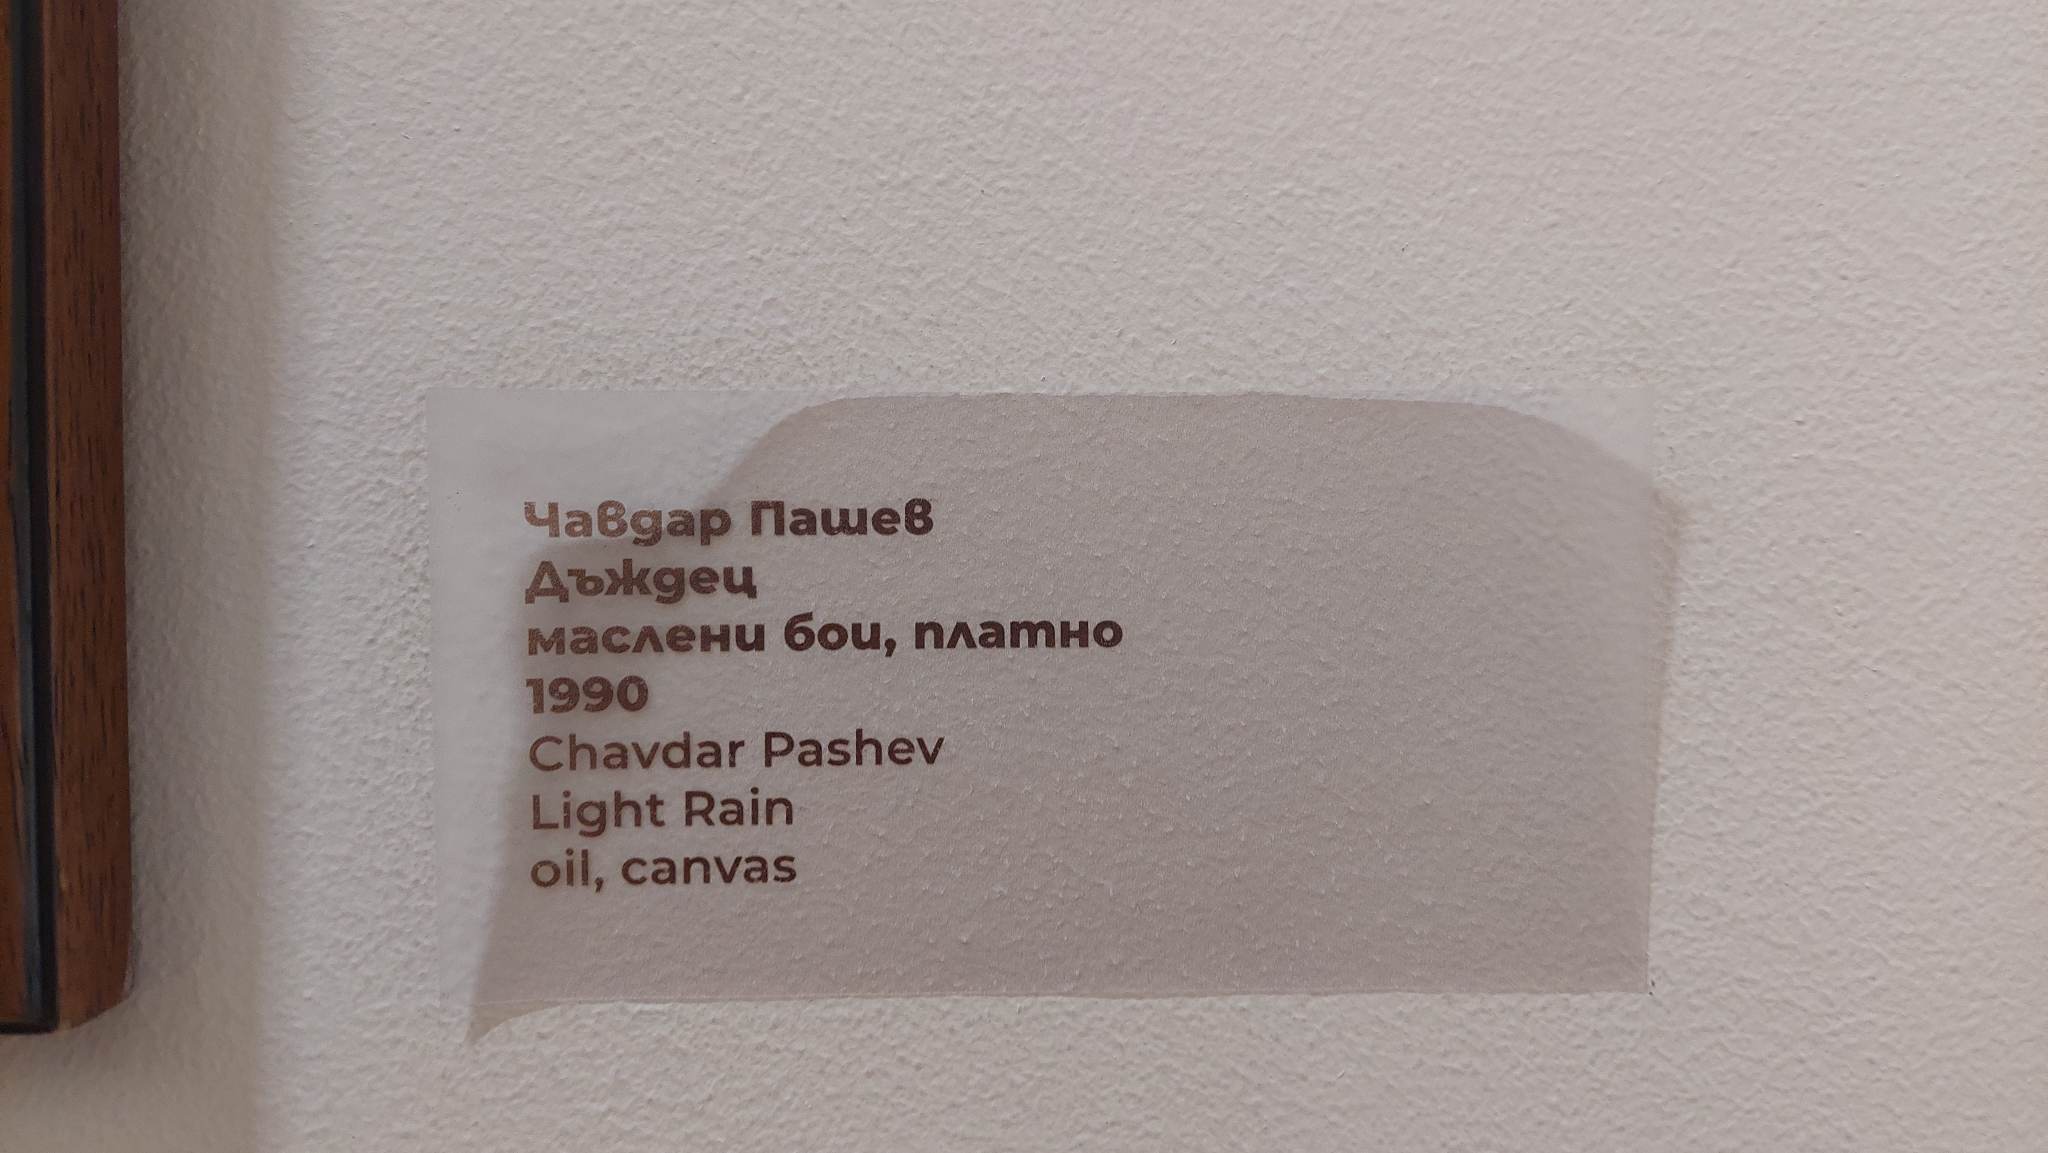 Чавдар Пашев
Дъждец
маслени бои, платно
1990
Chavdar Pashev
Light Rain
oil, canvas